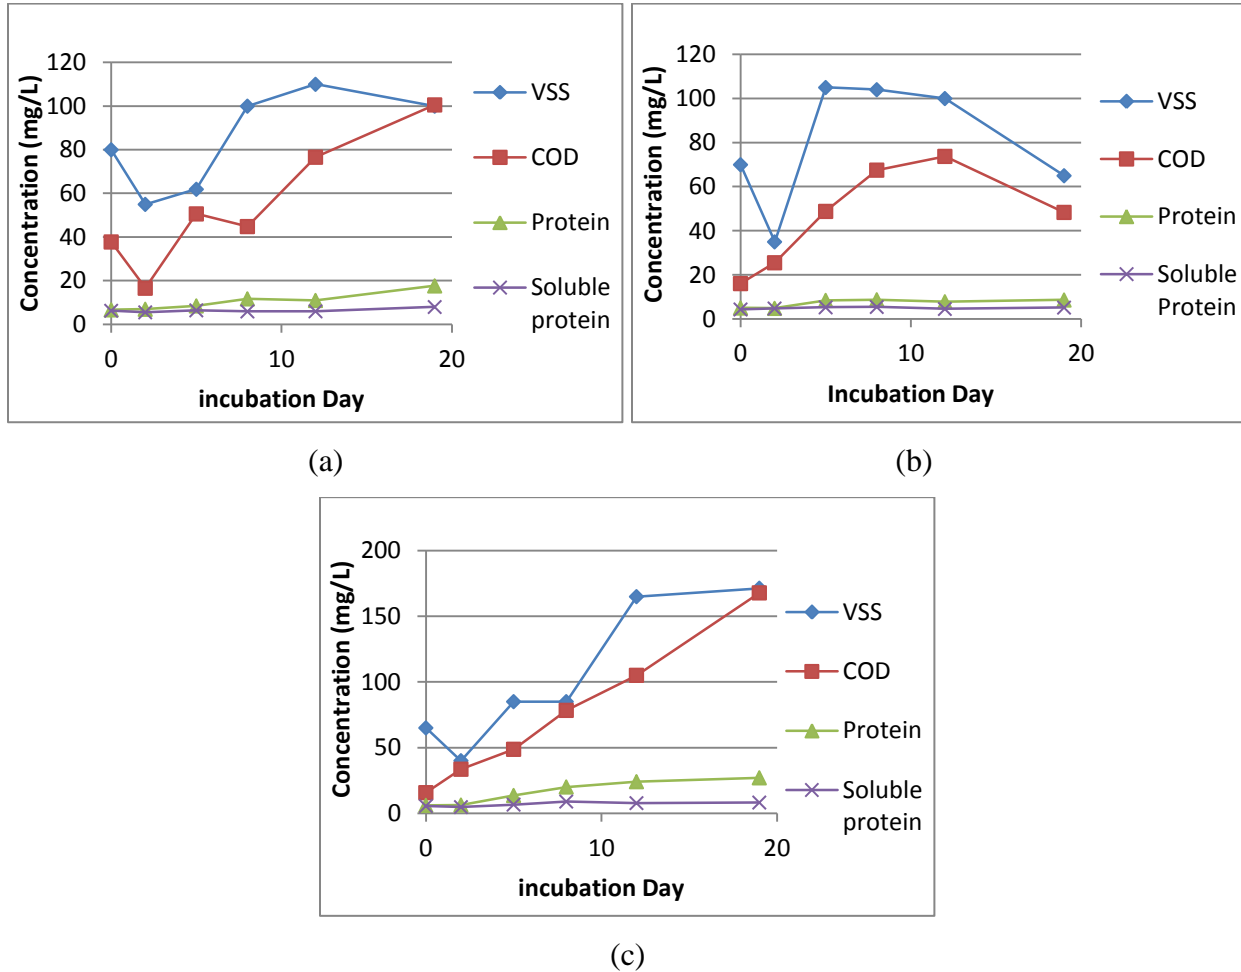 Concentration (mg/L)
120
100
80
60
40
20
0
0 10 20
incubation Day
VSS
COD
Protein
Soluble
protein
(a)
Concentration (mg/L)
120
100
80
60
40
20
0
0 10 20
Incubation Day
VSS
COD
Protein
Soluble
Protein
(b)
Concentration (mg/L)
200
150
100
50
0
0 10 20
incubation Day
VSS
COD
Protein
Soluble
protein
(c)